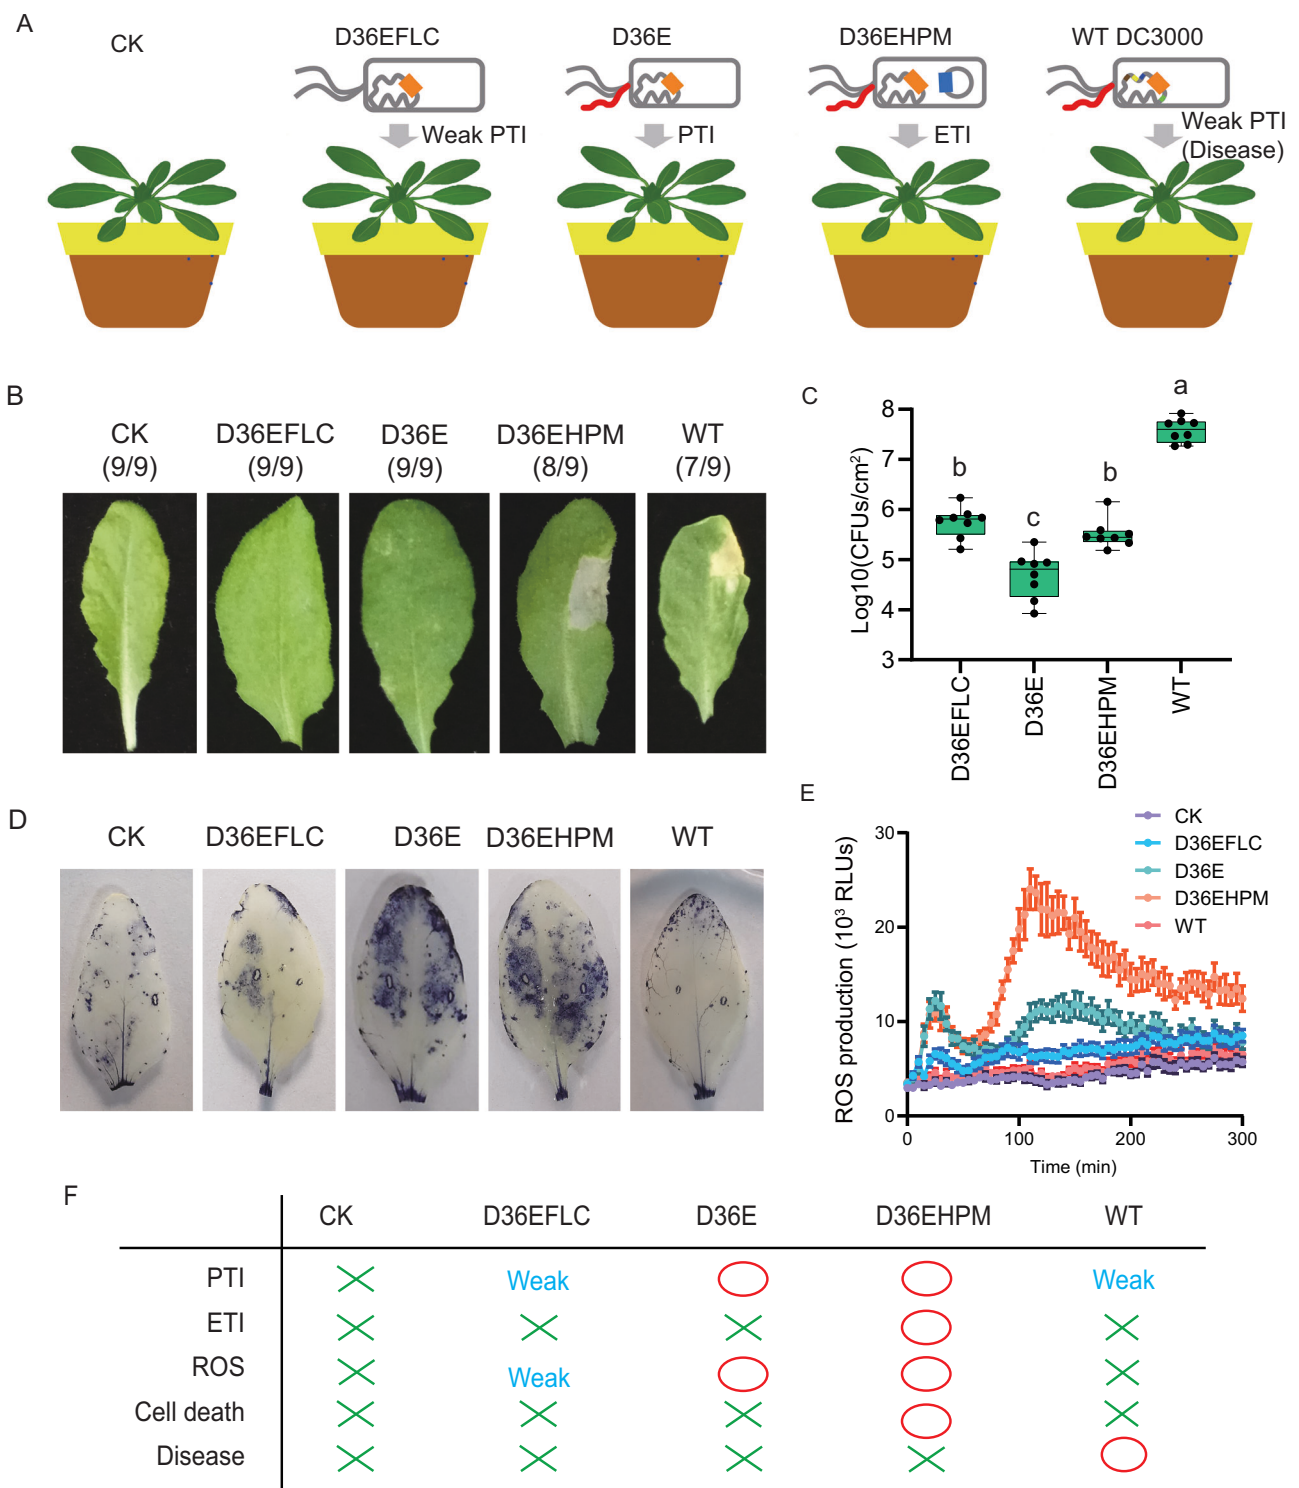 A
CK
D36EFLC
D36E
D36EHPM
WT DC3000
Weak PTI
PTI
ETI
Weak PTI
(Disease)
B
CK
(9/9)
D36EFLC
(9/9)
D36E
(9/9)
D36EHPM
(8/9)
WT
(7/9)
C
Log10(CFUs/cm²)
8
7
6
5
4
3
b
c
b
a
D36EFLC
D36E
D36EHPM
WT
D
CK
D36EFLC
D36E
D36EHPM
WT
E
ROS production (10³ RLUs)
30
20
10
0
0
100
200
300
Time (min)
CK
D36EFLC
D36E
D36EHPM
WT
F
CK D36EFLC D36E D36EHPM WT
PTI Weak Weak
ETI
ROS Weak
Cell death
Disease